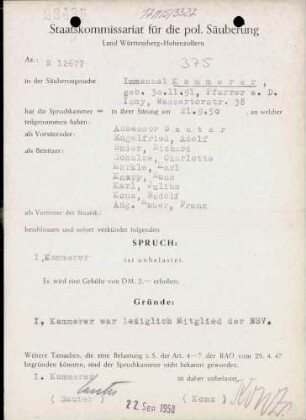 Staatskommissariat für die pol. Säuberung
Land Württemberg-Hohenzollern
Az.: S 12677
375
in der Säuberungssache Immanuel Kammerer,
geb. 30.11.91, Pfarrer a. D.
Isny, Wassertorstr. 38
hat die Spruchkammer in ihrer Sitzung am 21.9.50, an welcher
teilgenommen haben:
als Vorsitzender: Assessor Sauter
als Beisitzer: Engelfried, Adolf
Huder, Richard
Schulze, Charlotte
Merkle, Karl
Knapp, Hans
Karl, Julius
Konz, Rudolf
als Vertreter des Staatskl.: Ang. Maher, Franz
beschlossen und sofort verkündet folgenden
SPRUCH:
I. Kammerer
ist unbelastet.
Es wird eine Gebühr von DM. 2.— erhoben.
Gründe:
I. Kammerer war lediglich Mitglied der NSV.
Weitere Tatsachen, die eine Belastung i. S. der Art. 4—7 der RAO vom 25. 4. 47
begründen könnten, sind der Spruchkammer nicht bekannt geworden.
I. Kammerer ist daher unbelastet.
(Sauter) (Konz)
22 Sep 1950